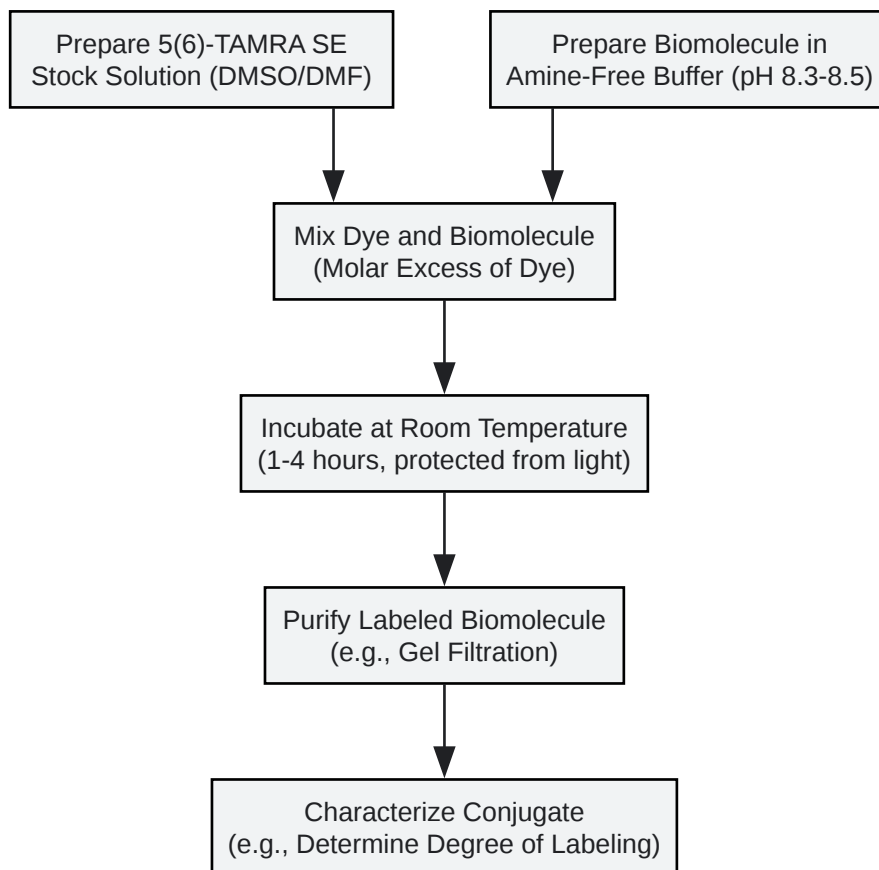 Prepare 5(6)-TAMRA SE
Stock Solution (DMSO/DMF)
Prepare Biomolecule in
Amine-Free Buffer (pH 8.3-8.5)
Mix Dye and Biomolecule
(Molar Excess of Dye)
Incubate at Room Temperature
(1-4 hours, protected from light)
Purify Labeled Biomolecule
(e.g., Gel Filtration)
Characterize Conjugate
(e.g., Determine Degree of Labeling)